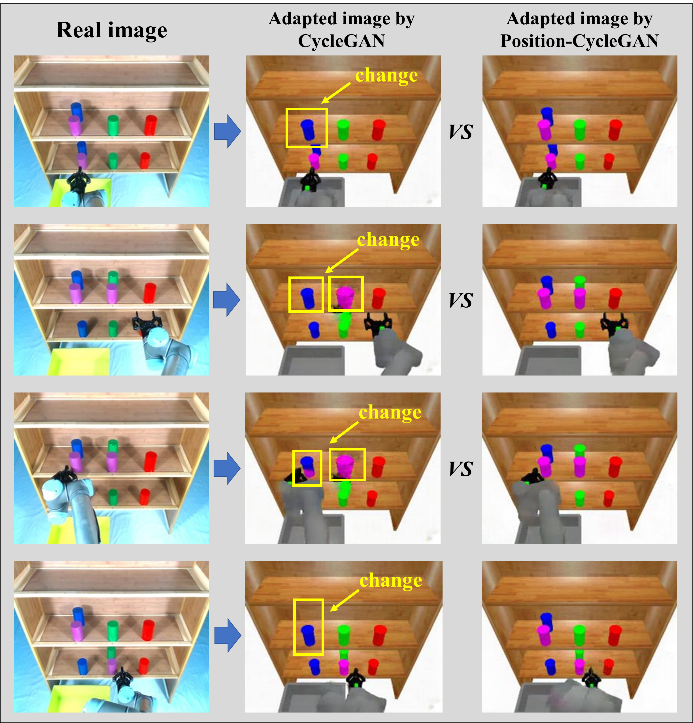 Real image
Adapted image by
CycleGAN
Adapted image by
Position-CycleGAN
change
VS
change
VS
change
VS
change